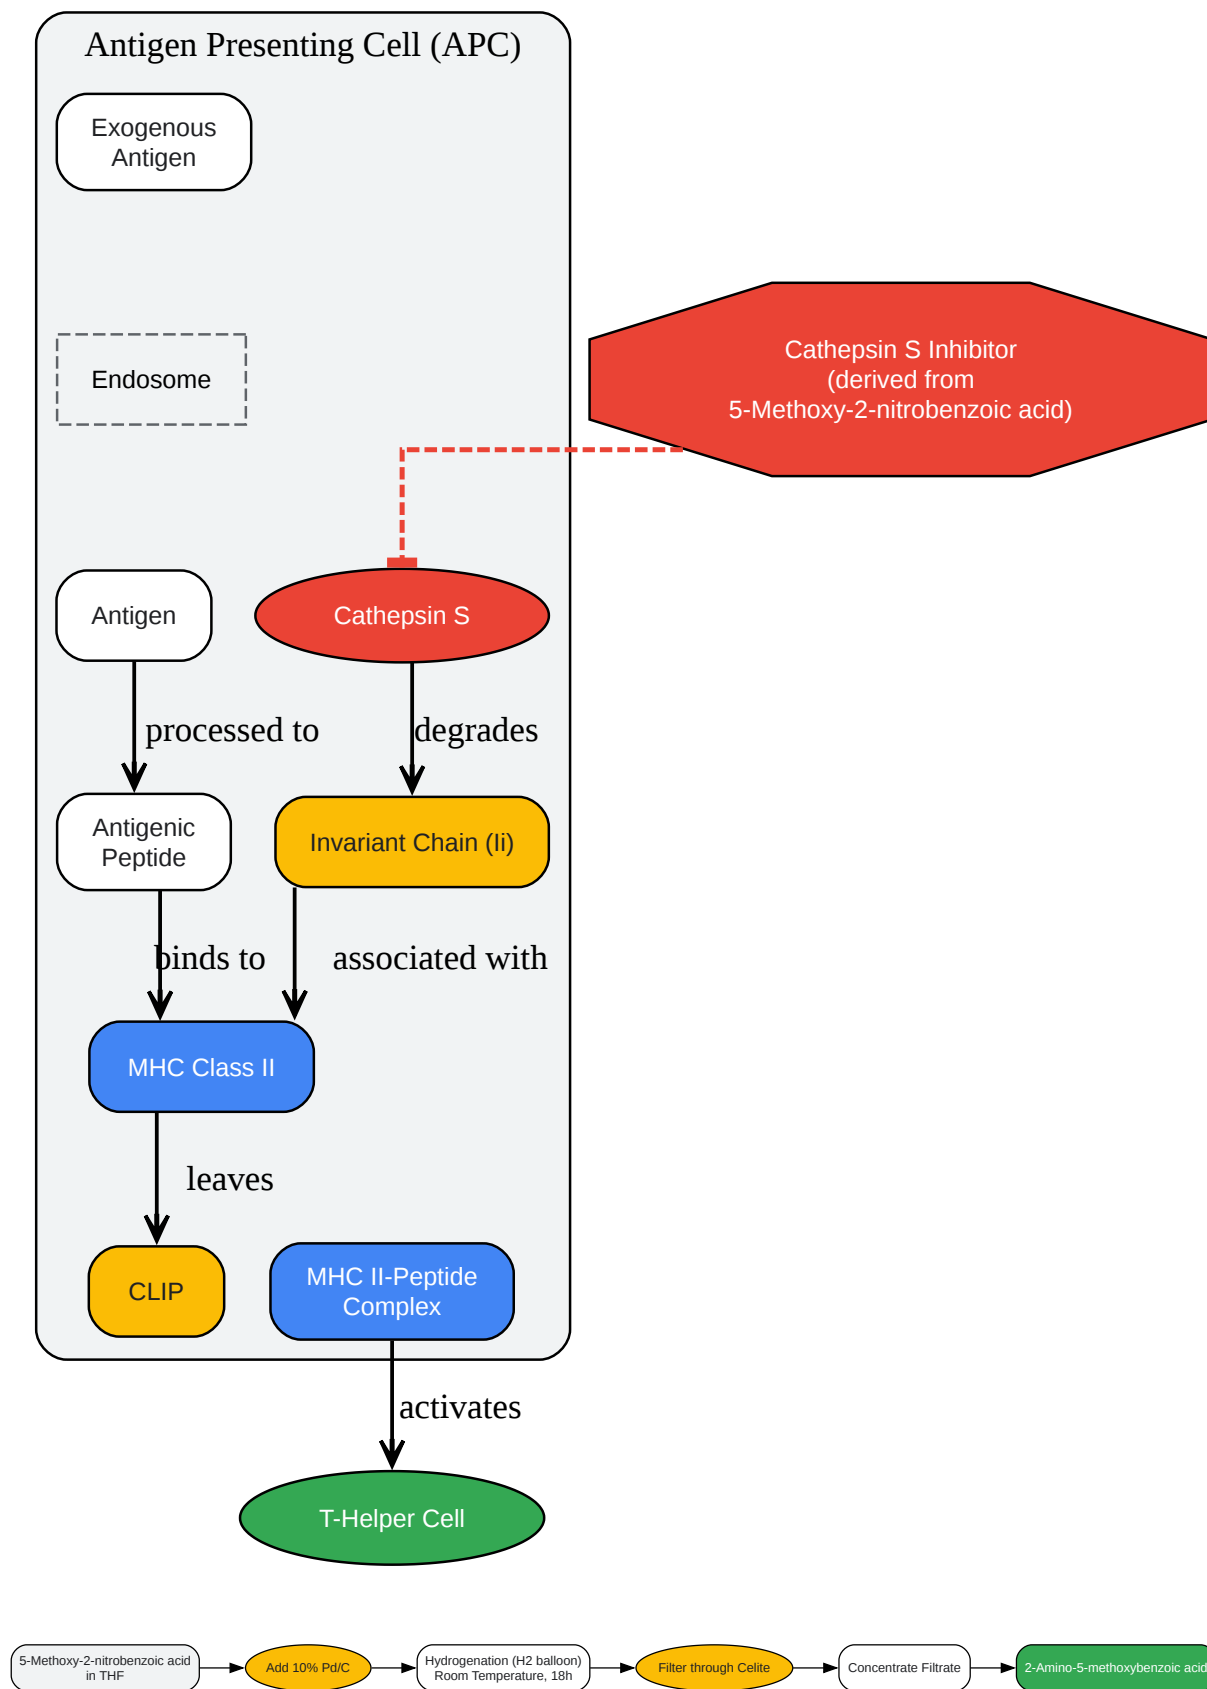 Antigen Presenting Cell (APC)
Exogenous
Antigen
Endosome
Cathepsin S Inhibitor
(derived from
5-Methoxy-2-nitrobenzoic acid)
Antigen
Cathepsin S
processed to
degrades
Antigenic
Peptide
Invariant Chain (Ii)
binds to
associated with
MHC Class II
leaves
CLIP
MHC II-Peptide
Complex
activates
T-Helper Cell
5-Methoxy-2-nitrobenzoic acid
in THF
Add 10% Pd/C
Hydrogenation (H2 balloon)
Room Temperature, 18h
Filter through Celite
Concentrate Filtrate
2-Amino-5-methoxybenzoic acid